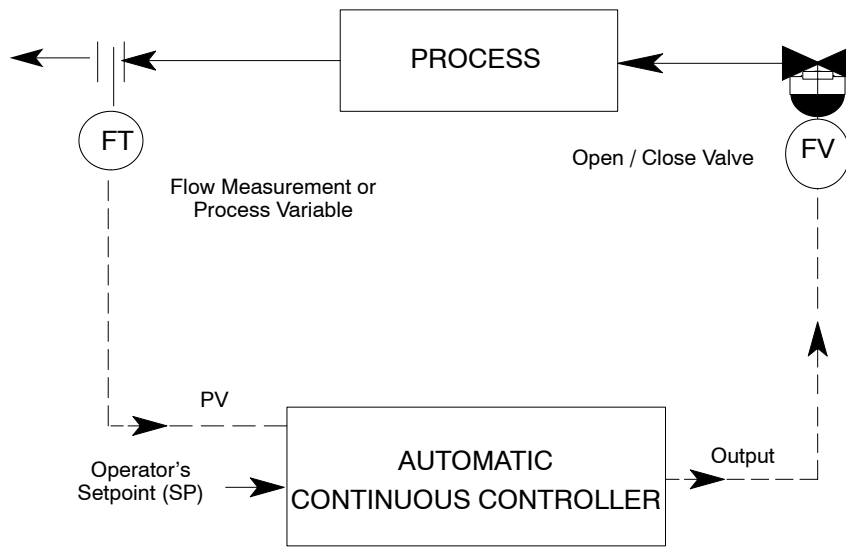 PROCESS
FT
FV
Open / Close Valve
Flow Measurement or
Process Variable
PV
Operator’s
Setpoint (SP)
AUTOMATIC
CONTINUOUS CONTROLLER
Output